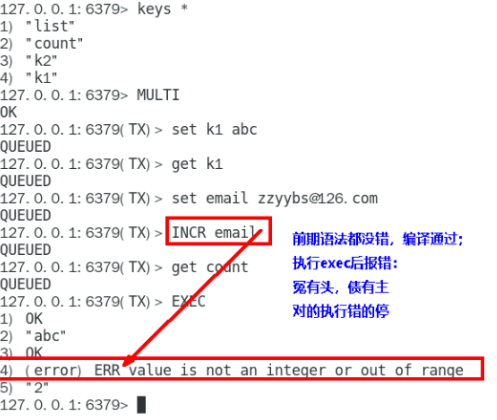 127.0.0.1:6379> keys *
1) "list"
2) "count"
3) "k2"
4) "k1"
127.0.0.1:6379> MULTI
OK
127.0.0.1:6379(TX)> set k1 abc
QUEUED
127.0.0.1:6379(TX)> get k1
QUEUED
127.0.0.1:6379(TX)> set email zzyybs@126.com
QUEUED
127.0.0.1:6379(TX)> INCR email
QUEUED
127.0.0.1:6379(TX)> get count
QUEUED
127.0.0.1:6379(TX)> EXEC
1) OK
2) "abc"
3) OK
4) (error) ERR value is not an integer or out of range
5) "2"
127.0.0.1:6379>
前期语法都没错，编译通过；
执行exec后报错：
冤有头，债有主
对的执行错的停